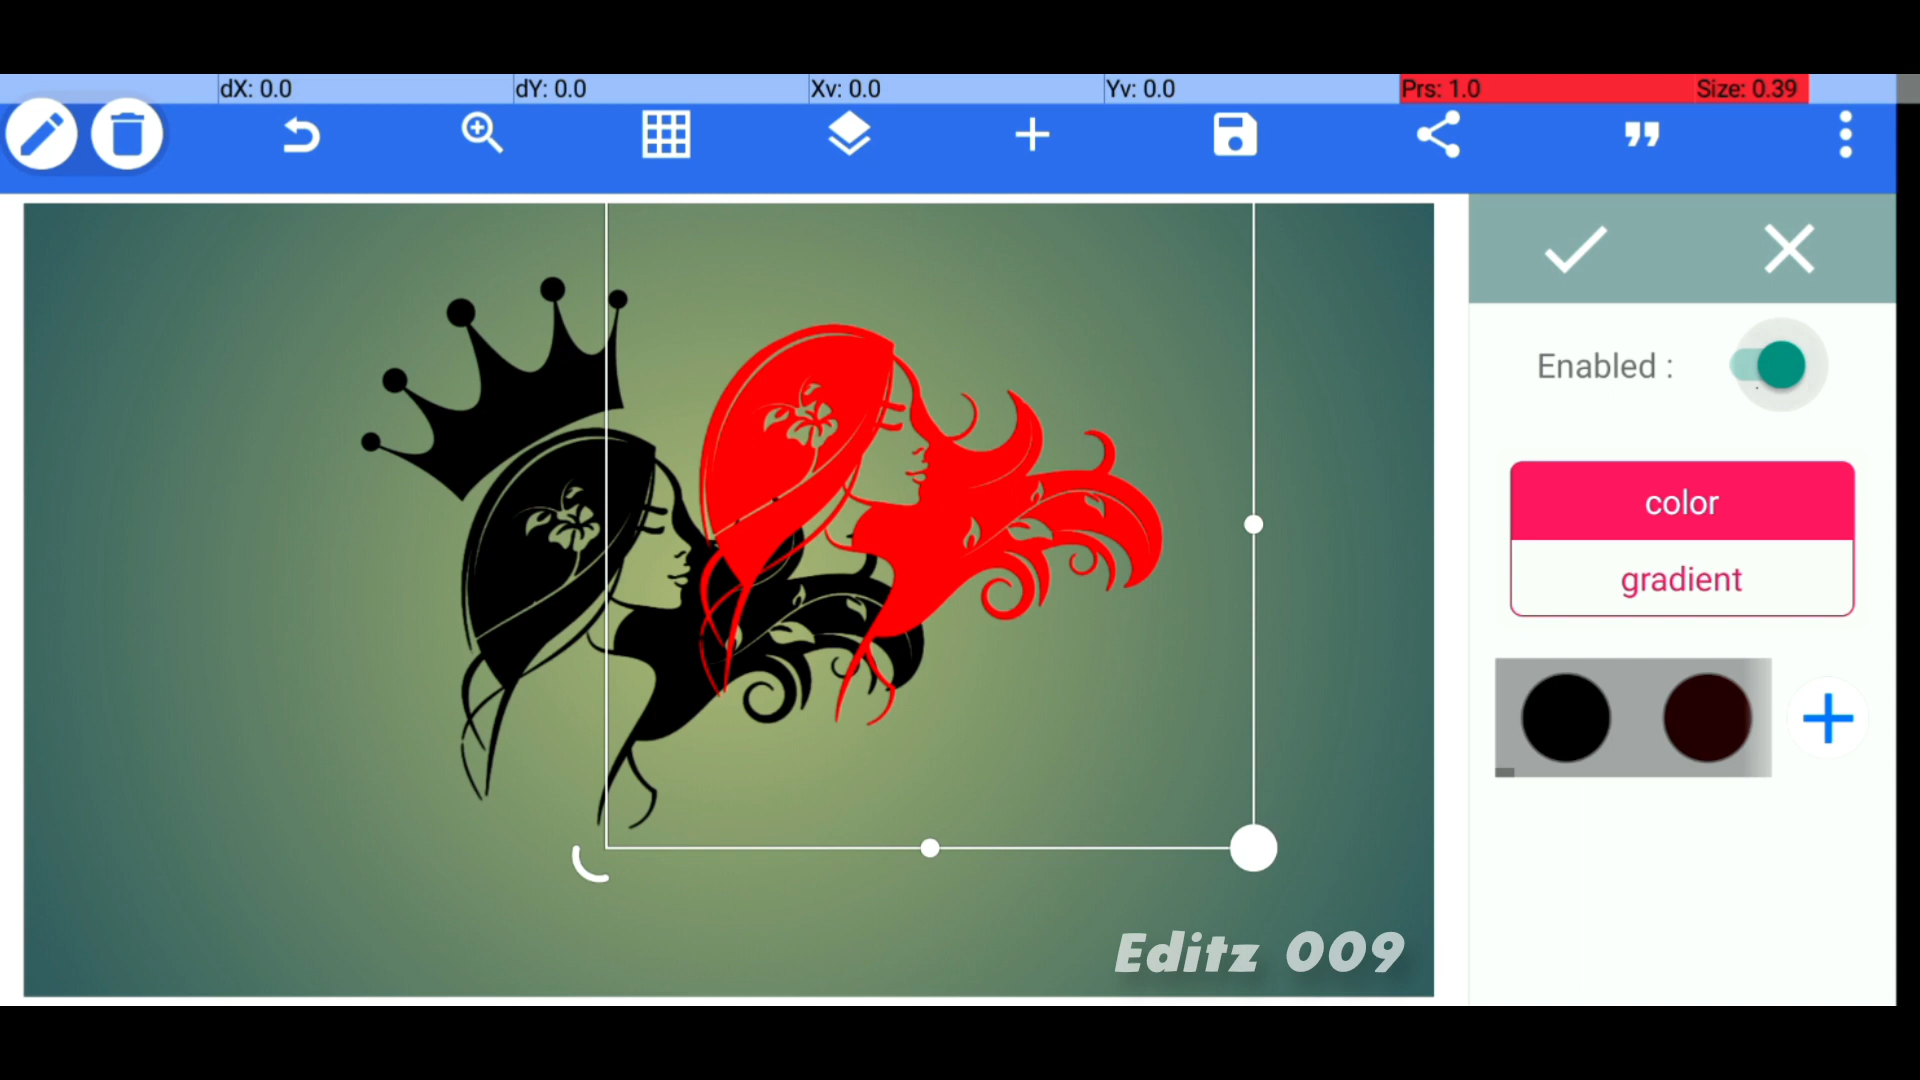 dX: 0.0 dY: 0.0 Xv: 0.0 Yv: 0.0 Prs: 1.0 Size: 0.39
Enabled :
color
gradient
Editz 009